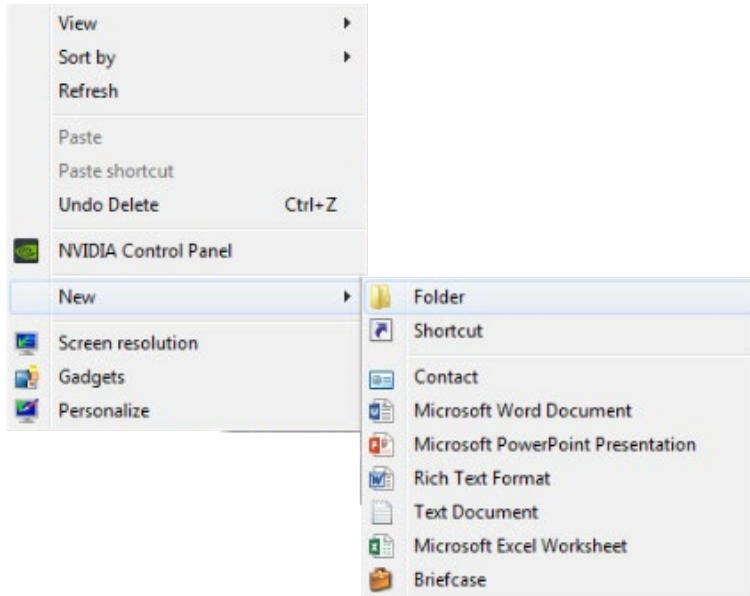 View
Sort by
Refresh
Paste
Paste shortcut
Undo Delete Ctrl+Z
NVIDIA Control Panel
New
Screen resolution
Gadgets
Personalize
Folder
Shortcut
Contact
Microsoft Word Document
Microsoft PowerPoint Presentation
Rich Text Format
Text Document
Microsoft Excel Worksheet
Briefcase